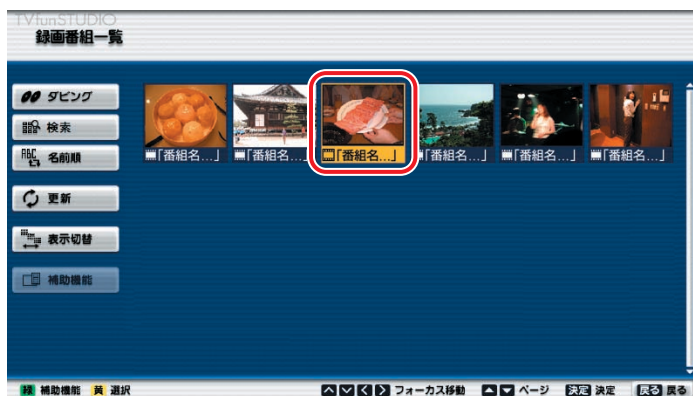 TVfunSTUDIO
録画番組一覧
ダビング
検索
ABC 名前順
更新
表示切替
補助機能
「番組名...」 「番組名...」 「番組名...」 「番組名...」 「番組名...」 「番組名...」
緑 補助機能 黄 選択 フォーカス移動 ページ 決定 決定 戻る 戻る